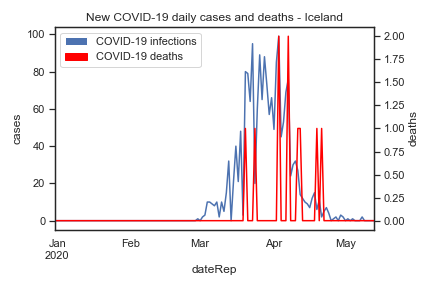 New COVID-19 daily cases and deaths - Iceland
COVID-19 infections
COVID-19 deaths
100
80
60
40
20
0
cases
2.00
1.75
1.50
1.25
1.00
0.75
0.50
0.25
0.00
deaths
Jan Feb Mar Apr May
2020
dateRep